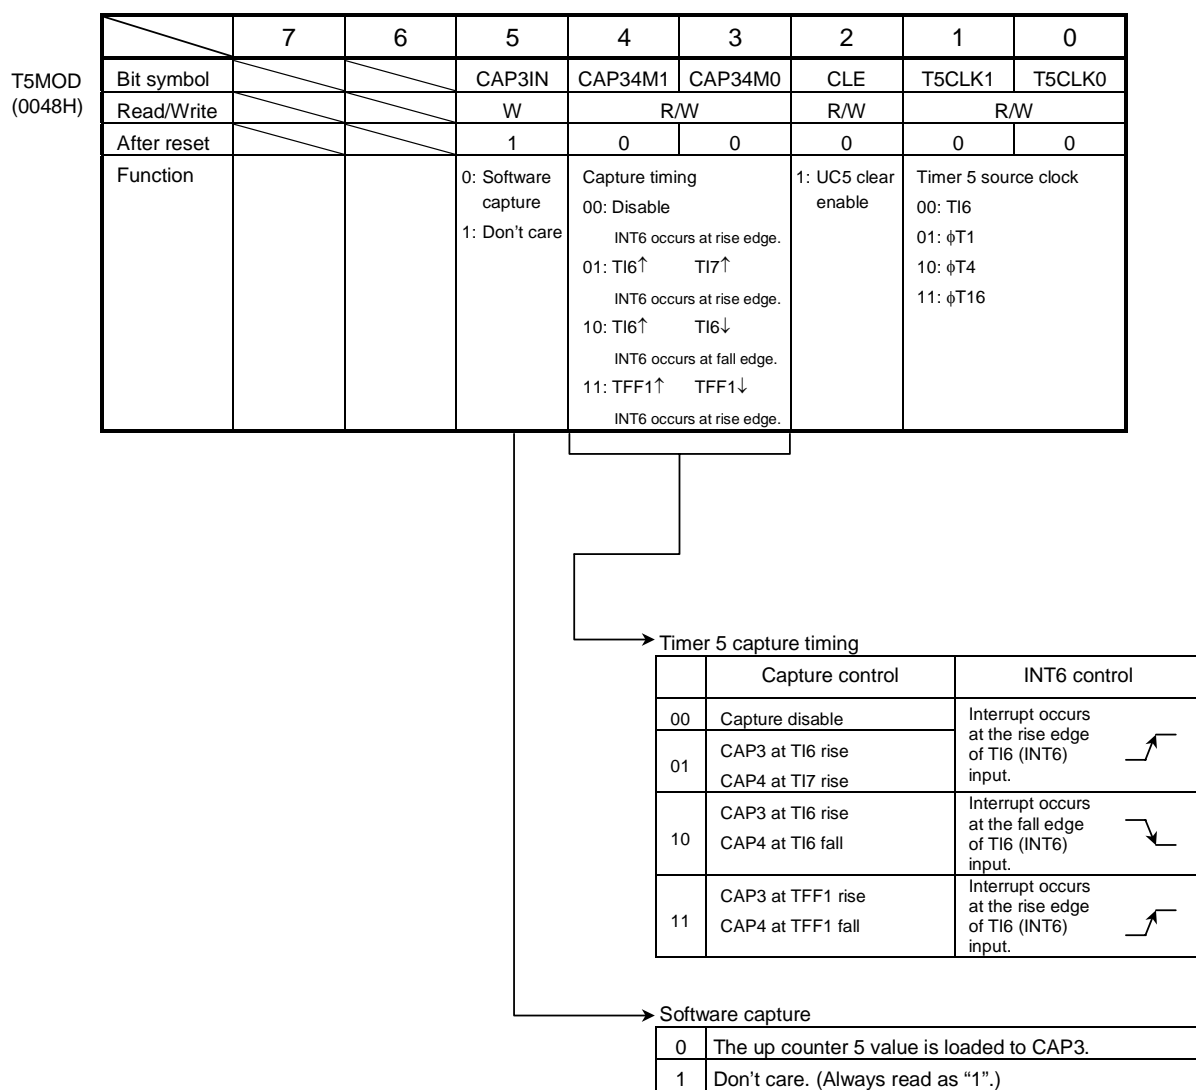 7 6 5 4 3 2 1 0
T5MOD
(0048H)
Bit symbol CAP3IN CAP34M1 CAP34M0 CLE T5CLK1 T5CLK0
Read/Write W R/W R/W R/W
After reset 1 0 0 0 0 0
Function
0: Software
capture
1: Don't care
Capture timing
00: Disable
INT6 occurs at rise edge.
01: TI6↑ TI7↑
INT6 occurs at rise edge.
10: TI6↑ TI6↓
INT6 occurs at fall edge.
11: TFF1↑ TFF1↓
INT6 occurs at rise edge.
1: UC5 clear
enable
Timer 5 source clock
00: TI6
01: ϕT1
10: ϕT4
11: ϕT16
Timer 5 capture timing
Capture control INT6 control
00 Capture disable
01
CAP3 at TI6 rise
CAP4 at TI7 rise
Interrupt occurs
at the rise edge
of TI6 (INT6)
input.
10
CAP3 at TI6 rise
CAP4 at TI6 fall
Interrupt occurs
at the fall edge
of TI6 (INT6)
input.
11
CAP3 at TFF1 rise
CAP4 at TFF1 fall
Interrupt occurs
at the rise edge
of TI6 (INT6)
input.
Software capture
0 The up counter 5 value is loaded to CAP3.
1 Don't care. (Always read as “1”.)